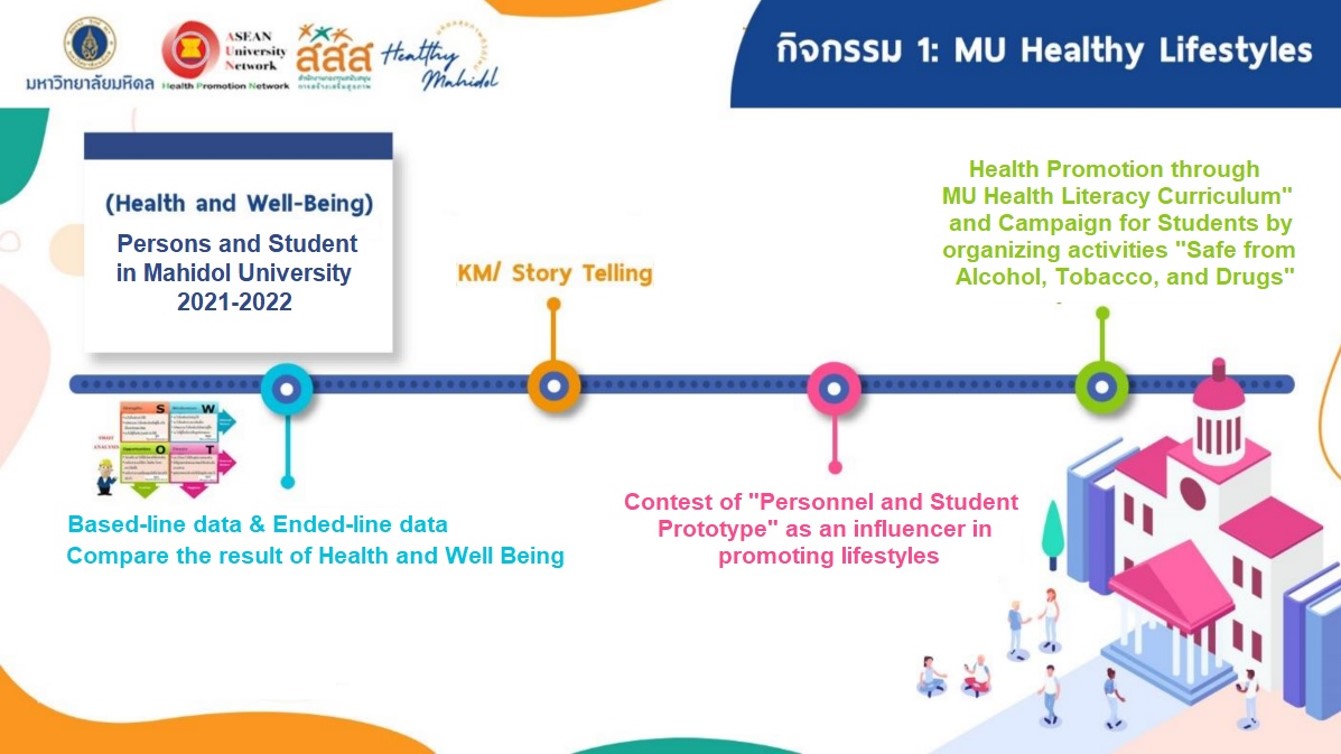 มหาวิทยาลัยมหิดล
ASEAN
University
Network
Health Promotion Network
สสส
สำนักงานกองทุนสนับสนุน
การสร้างเสริมสุขภาพ
Healthy
Mahidol
กิจกรรม 1: MU Healthy Lifestyles
(Health and Well-Being)
Persons and Student
in Mahidol University
2021-2022
KM/ Story Telling
Health Promotion through
MU Health Literacy Curriculum"
and Campaign for Students by
organizing activities "Safe from
Alcohol, Tobacco, and Drugs"
SWOT
ANALYSIS
Strengths S
Weaknesses W
Opportunities O
Threats T
Based-line data & Ended-line data
Compare the result of Health and Well Being
Contest of "Personnel and Student
Prototype" as an influencer in
promoting lifestyles